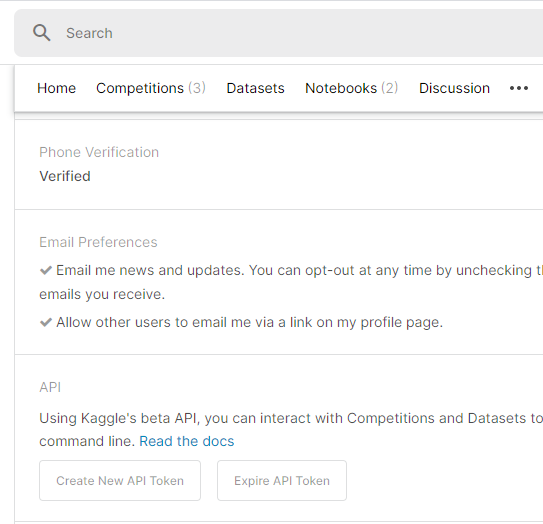 Search
Home Competitions (3) Datasets Notebooks (2) Discussion
Phone Verification
Verified
Email Preferences
Email me news and updates. You can opt-out at any time by unchecking
emails you receive.
Allow other users to email me via a link on my profile page.
API
Using Kaggle's beta API, you can interact with Competitions and Datasets to
command line. Read the docs
Create New API Token Expire API Token